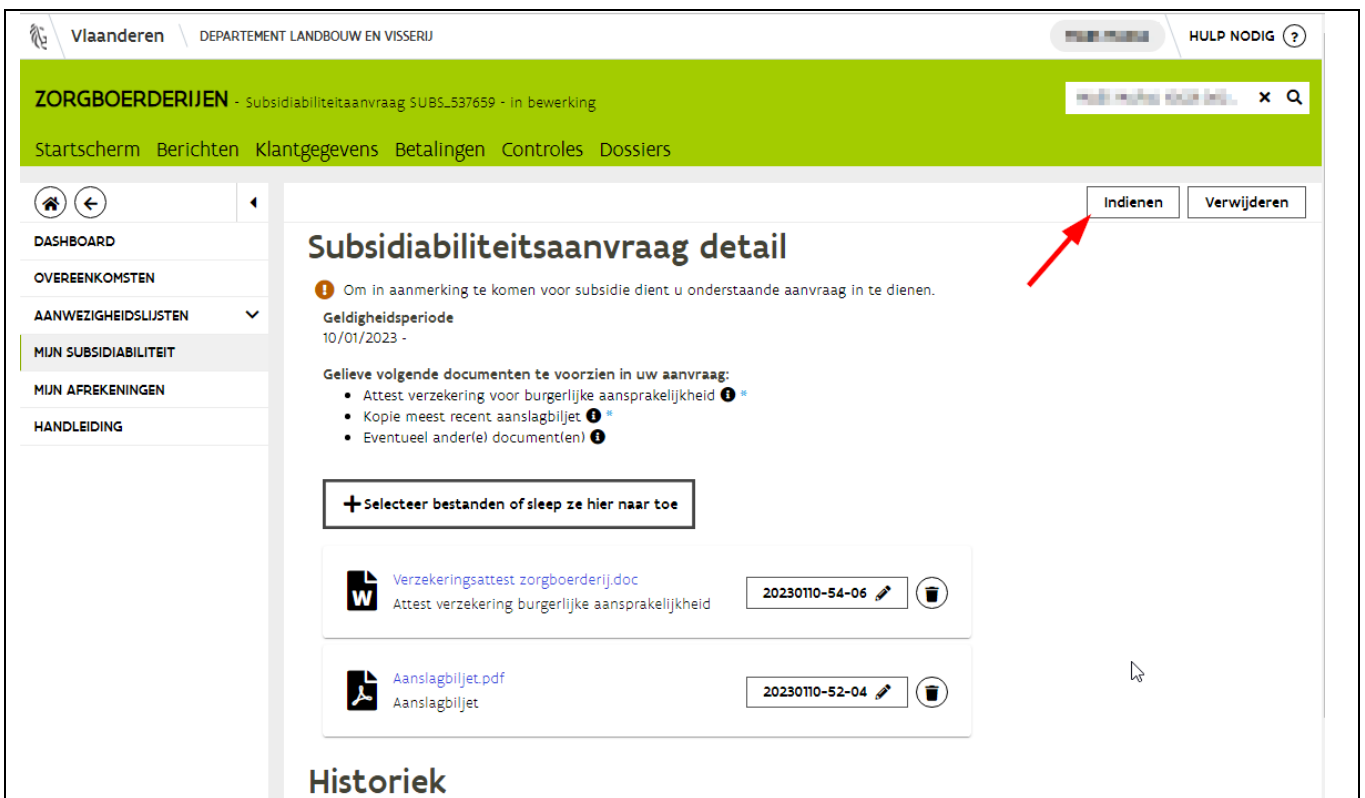 Vlaanderen DEPARTEMENT LANDBOUW EN VISSERIJ HULP NODIG ?
ZORGBOERDERIJEN - Subsidiabiliteitaanvraag SUBS_537659 - in bewerking
Startscherm Berichten Klantgegevens Betalingen Controles Dossiers
Indienen Verwijderen
DASHBOARD
OVEREENKOMSTEN
AANWEZIGHEIDSLIJSTEN
MIJN SUBSIDIABILITEIT
MIJN AFREKENINGEN
HANDLEIDING
Subsidiabiliteitsaanvraag detail
Om in aanmerking te komen voor subsidie dient u onderstaande aanvraag in te dienen.
Geldigheidsperiode
10/01/2023 -
Gelieve volgende documenten te voorzien in uw aanvraag:
• Attest verzekering voor burgerlijke aansprakelijkheid *
• Kopie meest recent aanslagbiljet *
• Eventueel ander(e) document(en)
+ Selecteer bestanden of sleep ze hier naar toe
Verzekeringsattest zorgboerderij.doc
Attest verzekering burgerlijke aansprakelijkheid
20230110-54-06
Aanslagbiljet.pdf
Aanslagbiljet
20230110-52-04
Historiek